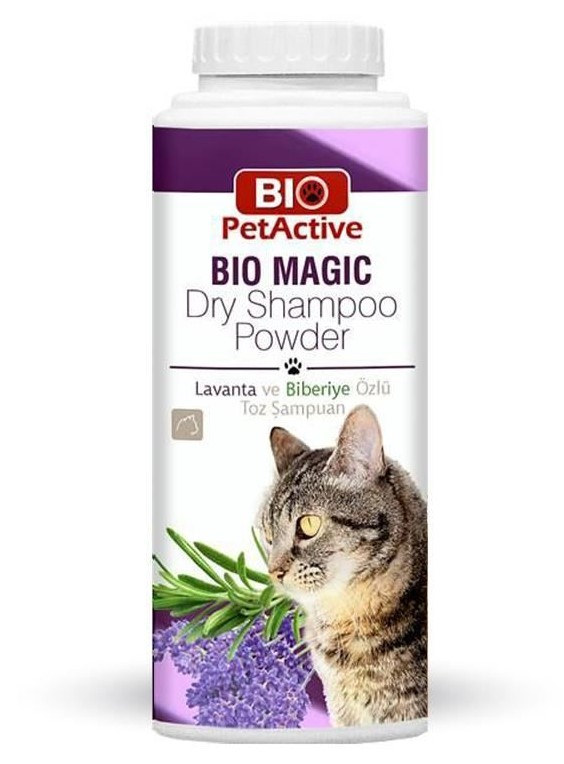 BIO
PetActive
BIO MAGIC
Dry Shampoo
Powder
Lavanta ve Biberiye Özlü
Toz Şampuan